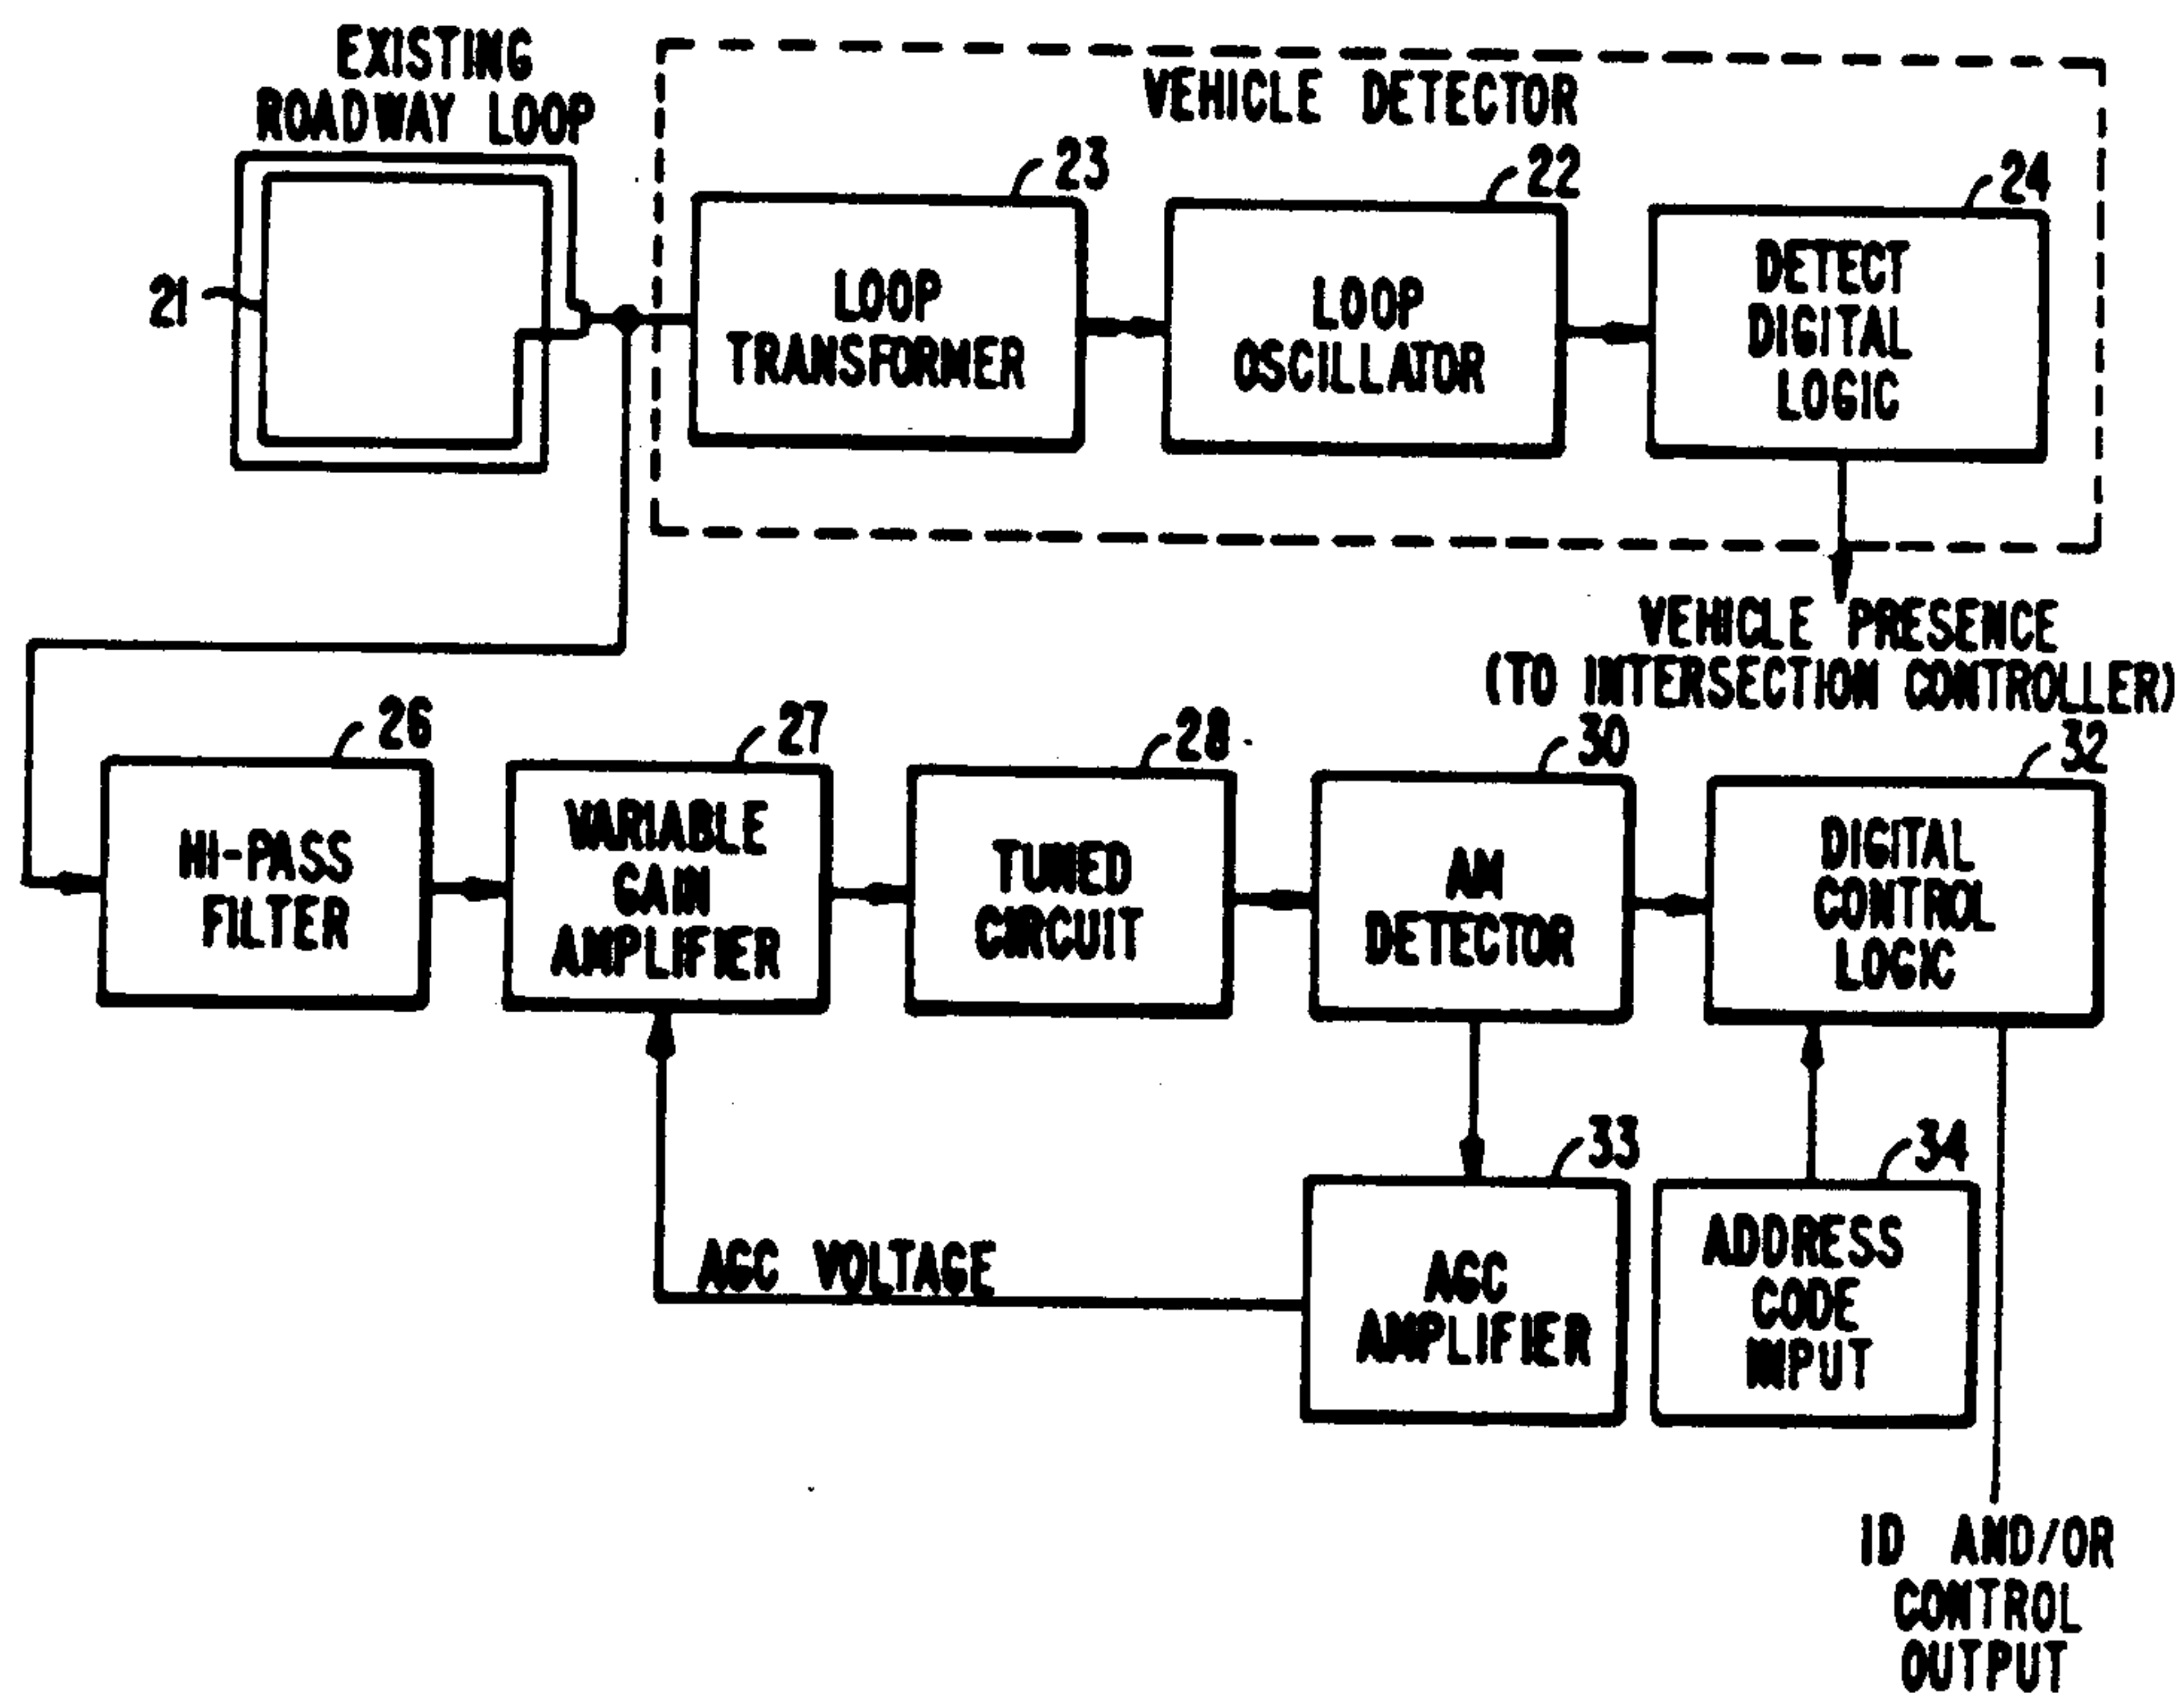 EXISTING
ROADWAY LOOP
VEHICLE DETECTOR
23
22
24
21
LOOP
TRANSFORMER
LOOP
OSCILLATOR
DETECT
DIGITAL
LOGIC
VEHICLE PRESENCE
(TO INTERSECTION CONTROLLER)
26
27
28
30
32
HI-PASS
FILTER
VARIABLE
GAIN
AMPLIFIER
TUNED
CIRCUIT
AM
DETECTOR
DIGITAL
CONTROL
LOGIC
33
34
AGC VOLTAGE
AGC
AMPLIFIER
ADDRESS
CODE
INPUT
ID AND/OR
CONTROL
OUTPUT